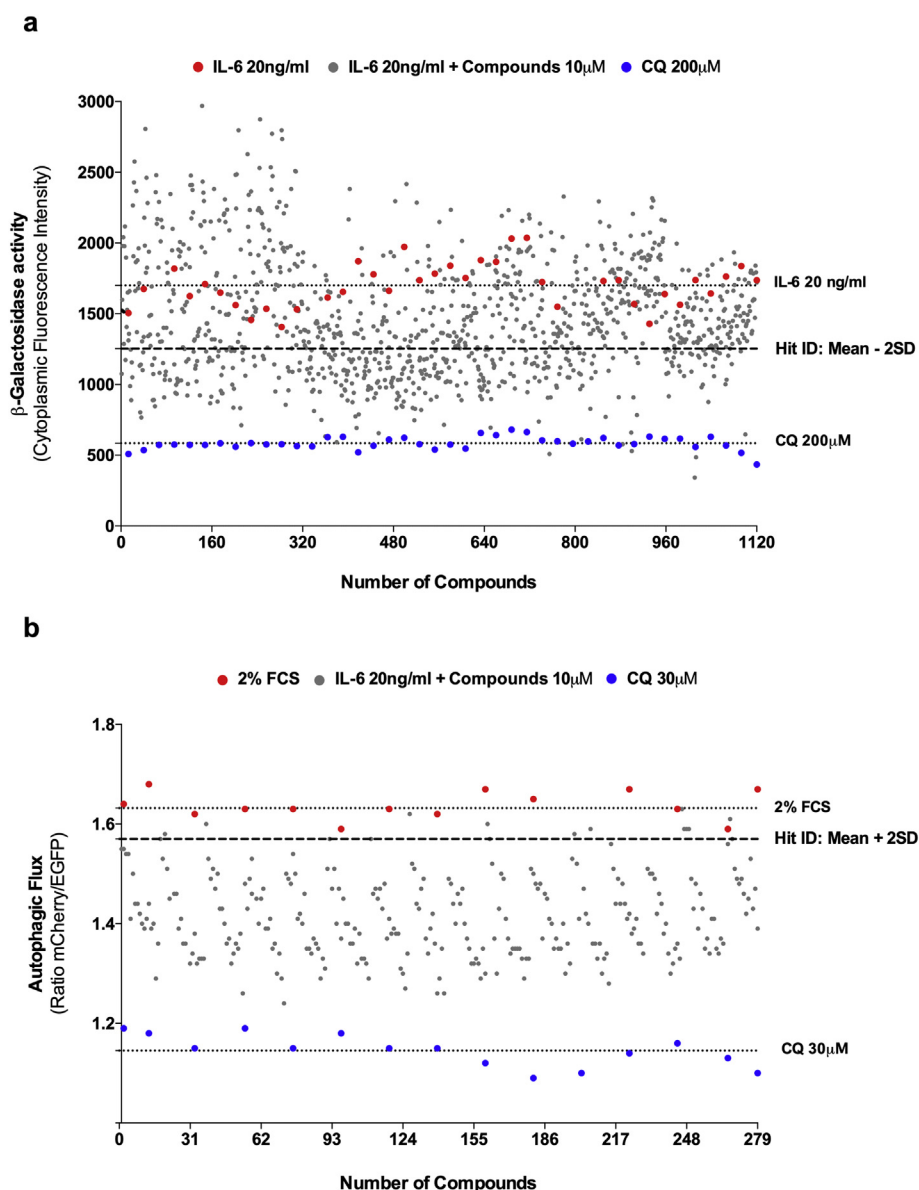 a
IL-6 20ng/ml IL-6 20ng/ml + Compounds 10µM CQ 200µM
β-Galactosidase activity
(Cytoplasmic Fluorescence Intensity)
3000
2500
2000
1500
1000
500
0
IL-6 20 ng/ml
Hit ID: Mean - 2SD
CQ 200µM
0 160 320 480 640 800 960 1120
Number of Compounds
b
2% FCS IL-6 20ng/ml + Compounds 10µM CQ 30µM
Autophagic Flux
(Ratio mCherry/EGFP)
1.8
1.6
1.4
1.2
2% FCS
Hit ID: Mean + 2SD
CQ 30µM
0 31 62 93 124 155 186 217 248 279
Number of Compounds